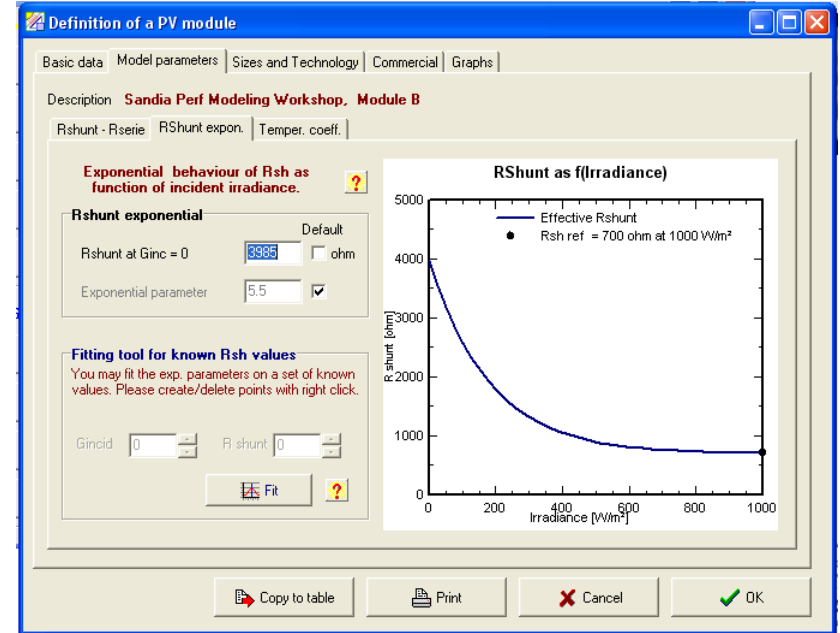 Definition of a PV module
Basic data Model parameters Sizes and Technology Commercial Graphs
Description Sandia Perf Modeling Workshop, Module B
Rshunt - Rserie RShunt expon. Temper. coeff.
Exponential behaviour of Rsh as
function of incident irradiance.
?
Rshunt exponential
Default
Rshunt at Ginc = 0 3985 ohm
Exponential parameter 5.5
Fitting tool for known Rsh values
You may fit the exp. parameters on a set of known
values. Please create/delete points with right click.
Gincid 0 R shunt 0
Fit ?
RShunt as f(Irradiance)
Effective Rshunt
Rsh ref = 700 ohm at 1000 W/m²
R shunt [ohm]
5000
4000
3000
2000
1000
0
0 200 400 600 800 1000
Irradiance [W/m²]
Copy to table Print Cancel OK